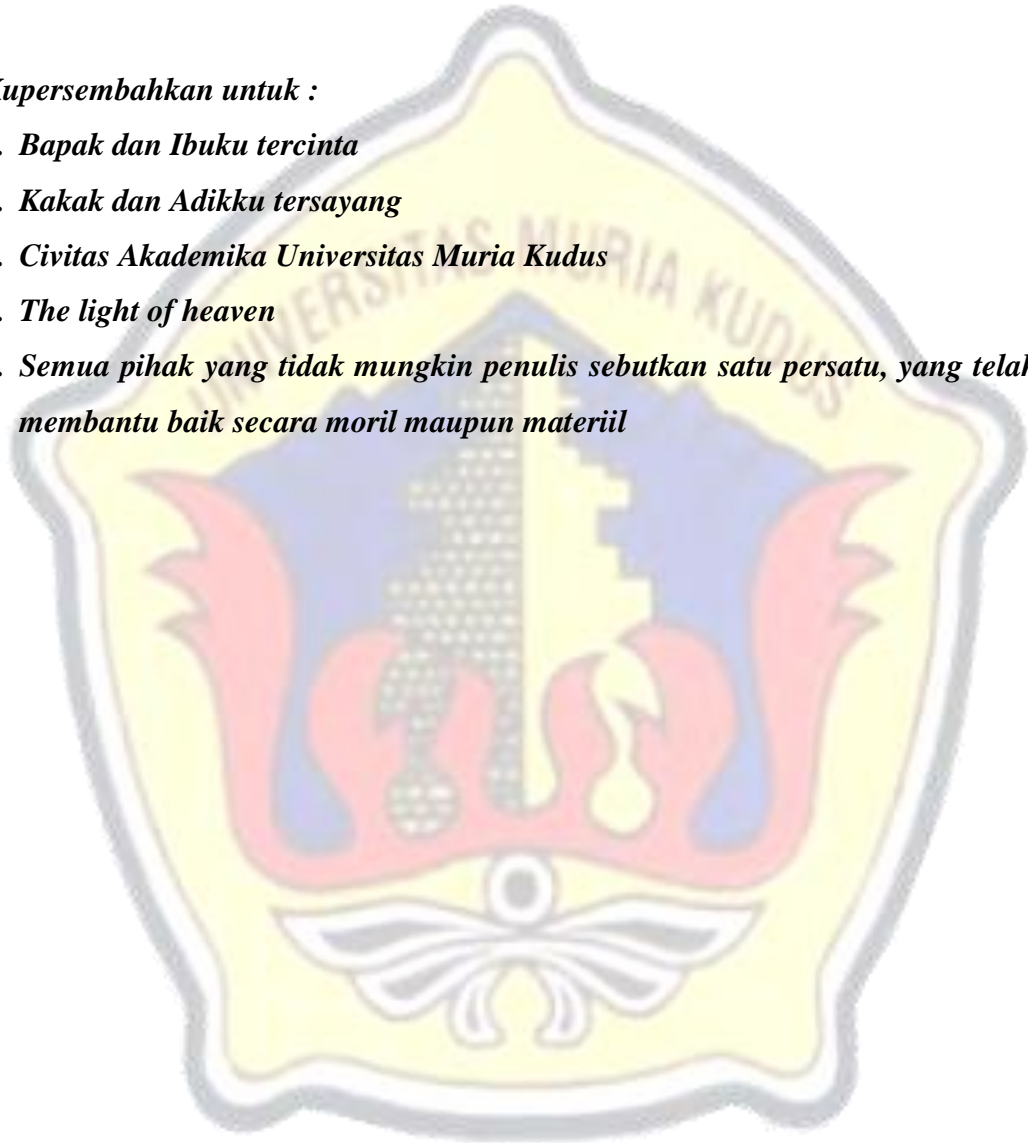 Kupersembahkan untuk :
. Bapak dan Ibuku tercinta
. Kakak dan Adikku tersayang
. Civitas Akademika Universitas Muria Kudus
. The light of heaven
. Semua pihak yang tidak mungkin penulis sebutkan satu persatu, yang telah
membantu baik secara moril maupun materiil
UNIVERSITAS MURIA KUDUS